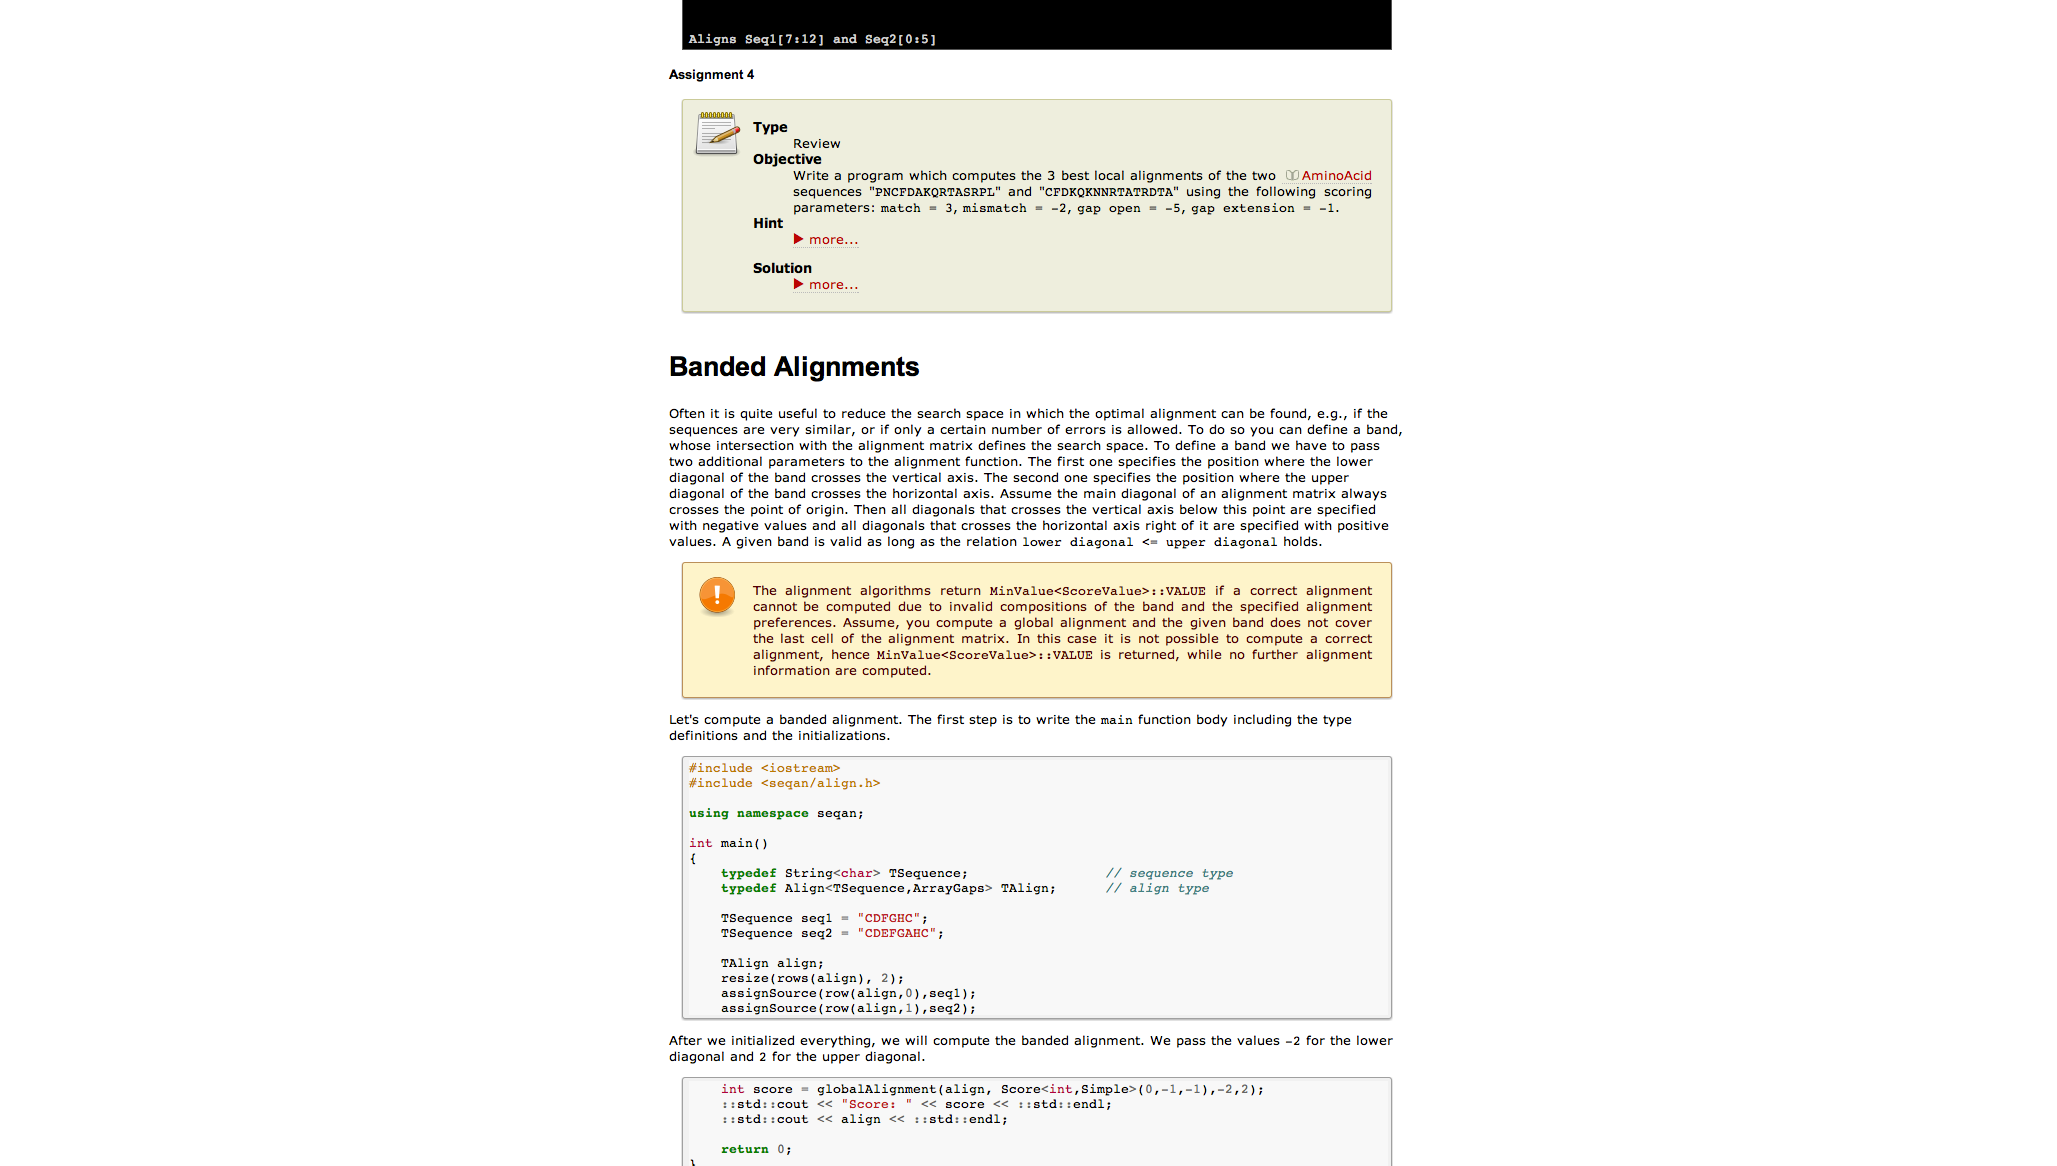 Aligns Seq1[7:12] and Seq2[0:5]
Assignment 4
Type
Review
Objective
Write a program which computes the 3 best local alignments of the two AminoAcid
sequences "PNCFDAKQRTASRPL" and "CFDKQKNNRTATRDTA" using the following scoring
parameters: match = 3, mismatch = -2, gap open = -5, gap extension = -1.
Hint
▶ more...
Solution
▶ more...
Banded Alignments
Often it is quite useful to reduce the search space in which the optimal alignment can be found, e.g., if the
sequences are very similar, or if only a certain number of errors is allowed. To do so you can define a band,
whose intersection with the alignment matrix defines the search space. To define a band we have to pass
two additional parameters to the alignment function. The first one specifies the position where the lower
diagonal of the band crosses the vertical axis. The second one specifies the position where the upper
diagonal of the band crosses the horizontal axis. Assume the main diagonal of an alignment matrix always
crosses the point of origin. Then all diagonals that crosses the vertical axis below this point are specified
with negative values and all diagonals that crosses the horizontal axis right of it are specified with positive
values. A given band is valid as long as the relation lower diagonal <= upper diagonal holds.
The alignment algorithms return MinValue<ScoreValue>::VALUE if a correct alignment
cannot be computed due to invalid compositions of the band and the specified alignment
preferences. Assume, you compute a global alignment and the given band does not cover
the last cell of the alignment matrix. In this case it is not possible to compute a correct
alignment, hence MinValue<ScoreValue>::VALUE is returned, while no further alignment
information are computed.
Let's compute a banded alignment. The first step is to write the main function body including the type
definitions and the initializations.
#include <iostream>
#include <seqan/align.h>
using namespace seqan;
int main()
{
typedef String<char> TSequence; // sequence type
typedef Align<TSequence,ArrayGaps> TAlign; // align type
TSequence seq1 = "CDFGHC";
TSequence seq2 = "CDEFGAHC";
TAlign align;
resize(rows(align), 2);
assignSource(row(align,0),seq1);
assignSource(row(align,1),seq2);
After we initialized everything, we will compute the banded alignment. We pass the values -2 for the lower
diagonal and 2 for the upper diagonal.
int score = globalAlignment(align, Score<int,Simple>(0,-1,-1),-2,2);
::std::cout << "Score: " << score << ::std::endl;
::std::cout << align << ::std::endl;
return 0;
}